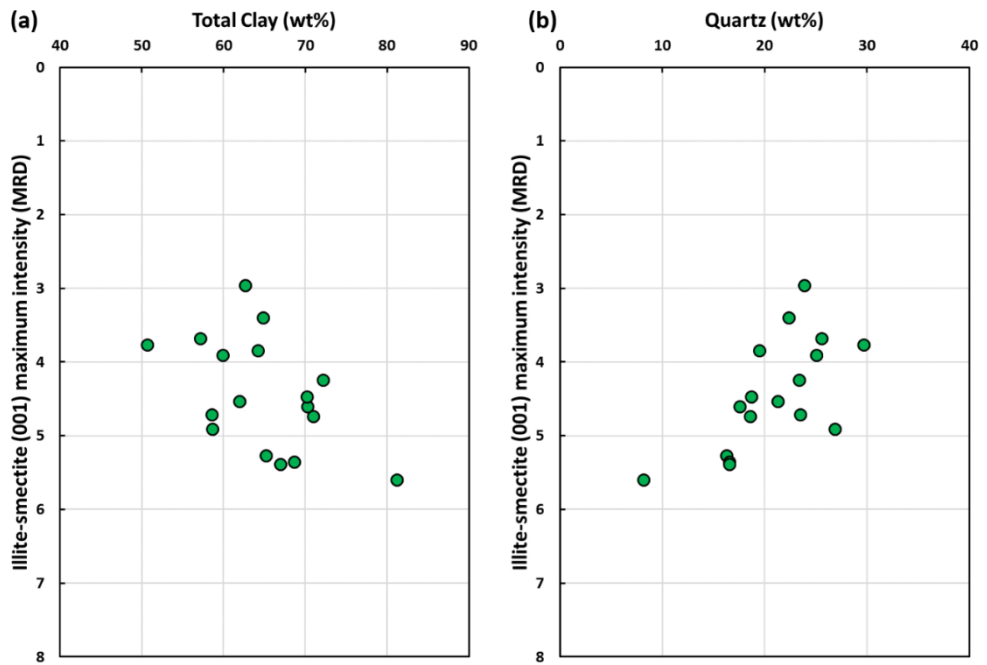 (a)
Total Clay (wt%)
40 50 60 70 80 90
0
1
2
3
4
5
6
7
8
Illite-smectite (001) maximum intensity (MRD)
(b)
Quartz (wt%)
0 10 20 30 40
0
1
2
3
4
5
6
7
8
Illite-smectite (001) maximum intensity (MRD)